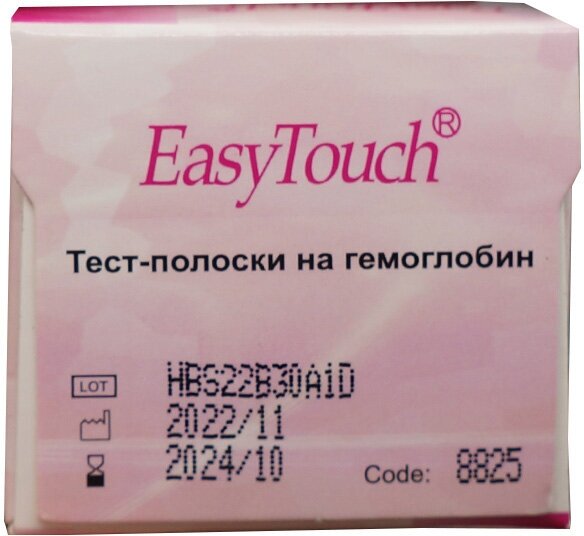 EasyTouch®
Тест-полоски на гемоглобин
LOT HBS22B30A1D
2022/11
2024/10 Code: 8825